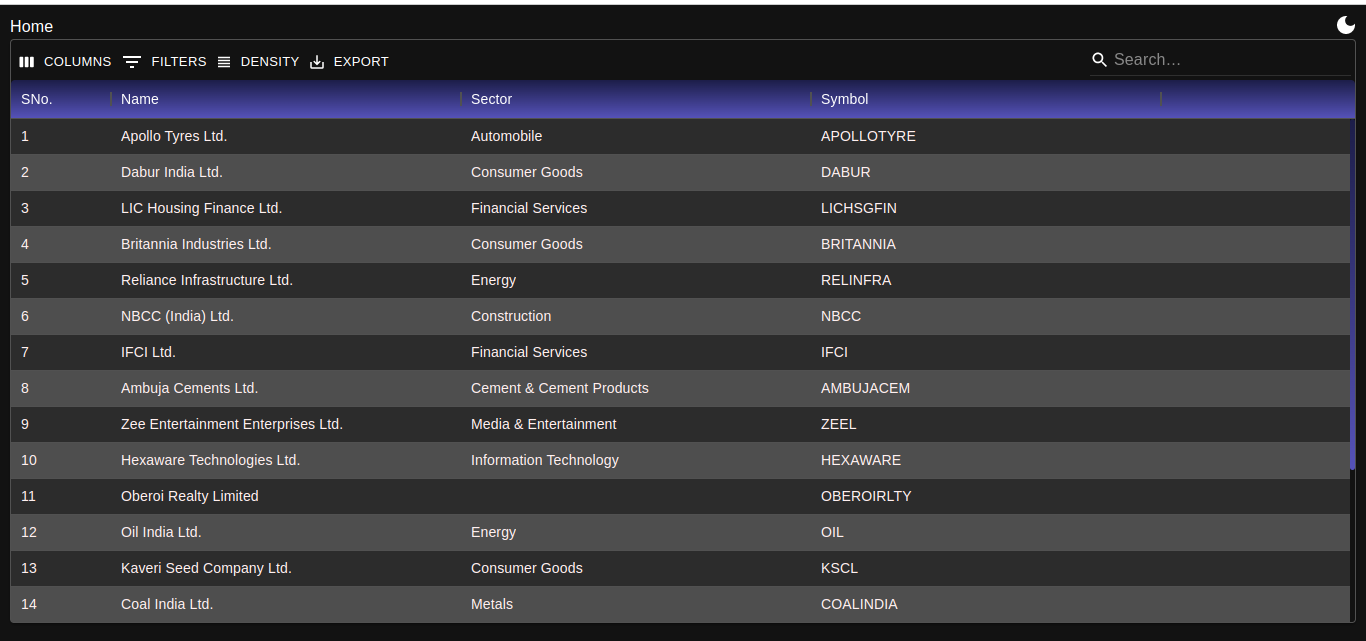 Home
COLUMNS FILTERS DENSITY EXPORT Search…
SNo. Name Sector Symbol
1 Apollo Tyres Ltd. Automobile APOLLOTYRE
2 Dabur India Ltd. Consumer Goods DABUR
3 LIC Housing Finance Ltd. Financial Services LICHSGFIN
4 Britannia Industries Ltd. Consumer Goods BRITANNIA
5 Reliance Infrastructure Ltd. Energy RELINFRA
6 NBCC (India) Ltd. Construction NBCC
7 IFCI Ltd. Financial Services IFCI
8 Ambuja Cements Ltd. Cement & Cement Products AMBUJACEM
9 Zee Entertainment Enterprises Ltd. Media & Entertainment ZEEL
10 Hexaware Technologies Ltd. Information Technology HEXAWARE
11 Oberoi Realty Limited OBEROIRLTY
12 Oil India Ltd. Energy OIL
13 Kaveri Seed Company Ltd. Consumer Goods KSCL
14 Coal India Ltd. Metals COALINDIA